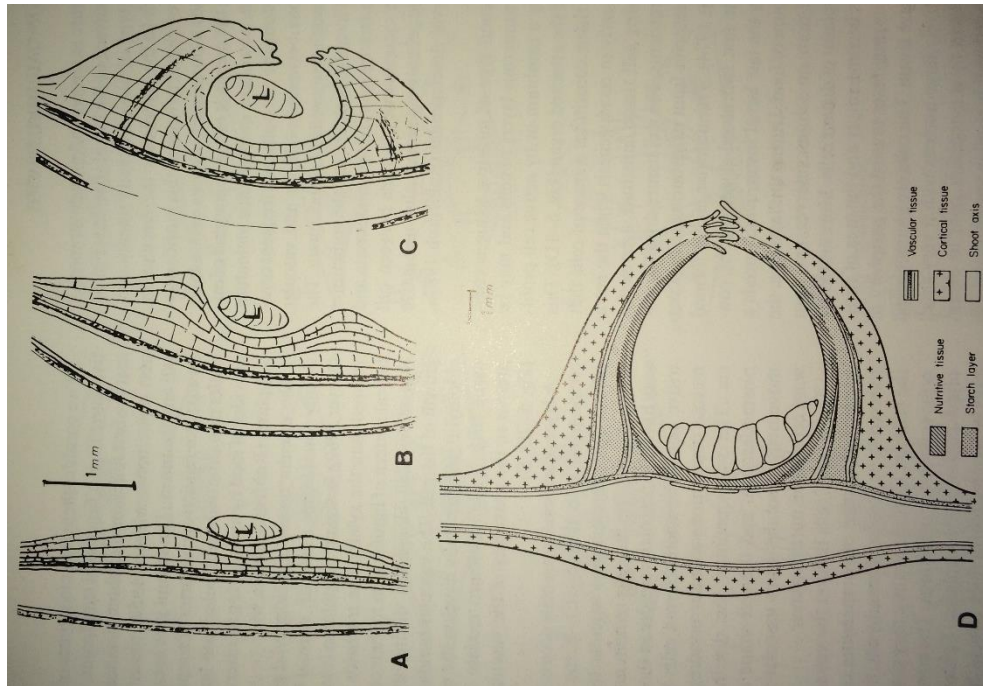 1 mm
L
L
L
A
B
C
1 mm
Vascular tissue
Nutritive tissue
Cortical tissue
Starch layer
Shoot axis
D